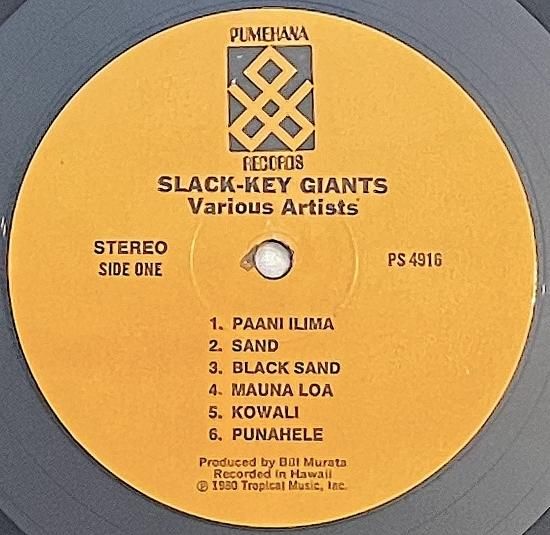 PUMEHANA
RECORDS
SLACK-KEY GIANTS
Various Artists
STEREO
SIDE ONE
PS 4916
1. PAANI ILIMA
2. SAND
3. BLACK SAND
4. MAUNA LOA
5. KOWALI
6. PUNAHELE
Produced by Bill Murata
Recorded in Hawaii
℗ 1980 Tropical Music, Inc.